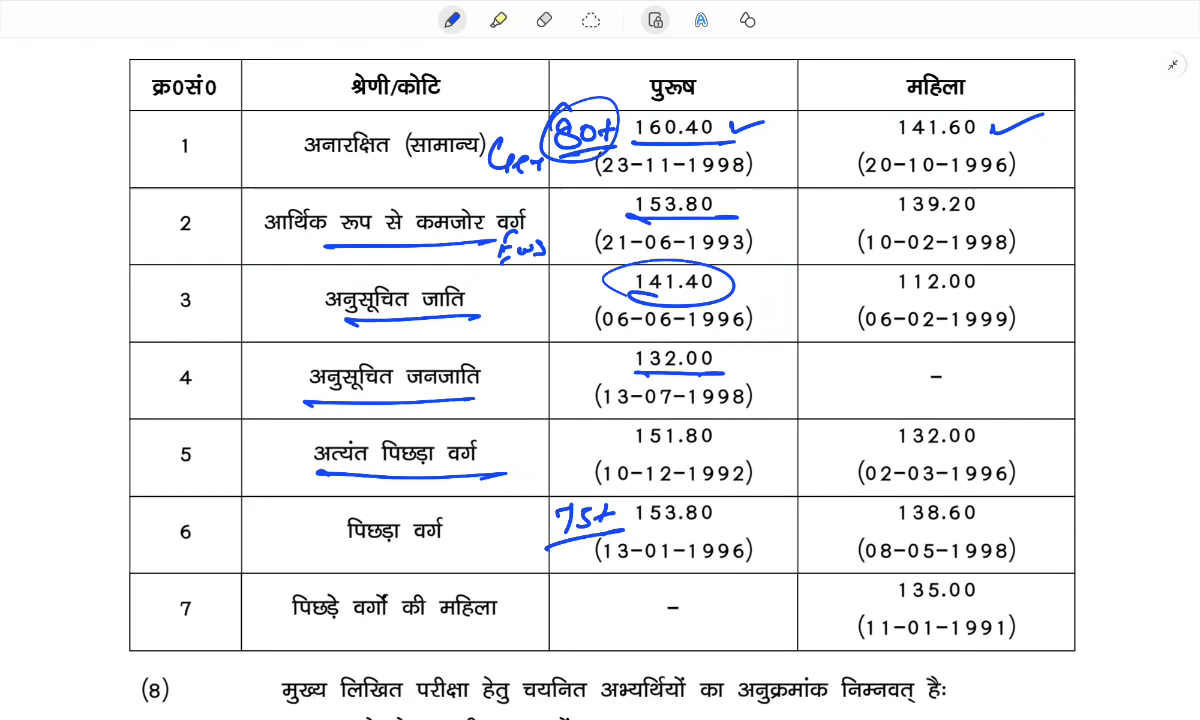 क्र0सं0 श्रेणी/कोटि पुरूष महिला
1 अनारक्षित (सामान्य) Gen 80+ 160.40 (23-11-1998) 141.60 (20-10-1996)
2 आर्थिक रूप से कमजोर वर्ग EWS 153.80 (21-06-1993) 139.20 (10-02-1998)
3 अनुसूचित जाति 141.40 (06-06-1996) 112.00 (06-02-1999)
4 अनुसूचित जनजाति 132.00 (13-07-1998) -
5 अत्यंत पिछड़ा वर्ग 151.80 (10-12-1992) 132.00 (02-03-1996)
6 पिछड़ा वर्ग 75+ 153.80 (13-01-1996) 138.60 (08-05-1998)
7 पिछड़े वर्गों की महिला - 135.00 (11-01-1991)
(8) मुख्य लिखित परीक्षा हेतु चयनित अभ्यर्थियों का अनुक्रमांक निम्नवत् हैः